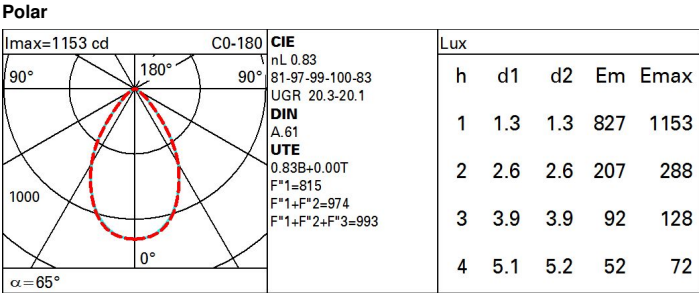 Polar
Imax=1153 cd C0-180
90° 180° 90°
1000
0°
α=65°
CIE
nL 0.83
81-97-99-100-83
UGR 20.3-20.1
DIN
A.61
UTE
0.83B+0.00T
F"1=815
F"1+F"2=974
F"1+F"2+F"3=993
Lux
h d1 d2 Em Emax
1 1.3 1.3 827 1153
2 2.6 2.6 207 288
3 3.9 3.9 92 128
4 5.1 5.2 52 72